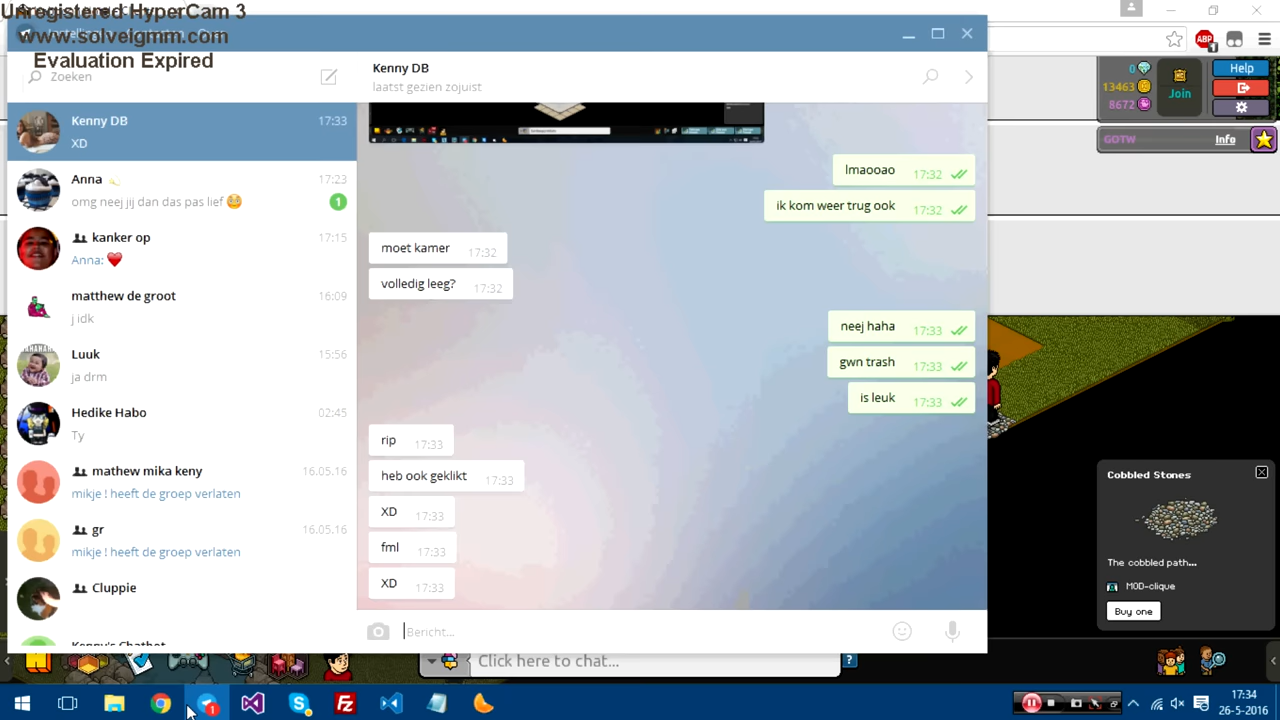 Unregistered HyperCam 3
www.solveigmm.com
Evaluation Expired
Zoeken
Kenny DB
17:33
XD
Anna
17:23
omg neej jij dan das pas lief 😳
1
kanker op
17:15
Anna: ❤️
matthew de groot
16:09
j idk
Luuk
15:56
ja drm
Hedike Habo
02:45
Ty
mathew mika keny
16.05.16
mikje ! heeft de groep verlaten
gr
16.05.16
mikje ! heeft de groep verlaten
Cluppie
Kenny's Chatbot
Kenny DB
laatst gezien zojuist
lmaooao 17:32
ik kom weer trug ook 17:32
moet kamer 17:32
volledig leeg? 17:32
neej haha 17:33
gwn trash 17:33
is leuk 17:33
rip 17:33
heb ook geklikt 17:33
XD 17:33
fml 17:33
XD 17:33
Bericht...
ABP
1
0
13463
8672
Join
Help
GOTW
Info
Cobbled Stones
The cobbled path...
MOD-clique
Buy one
Click here to chat...
?
1
17:34
26-5-2016